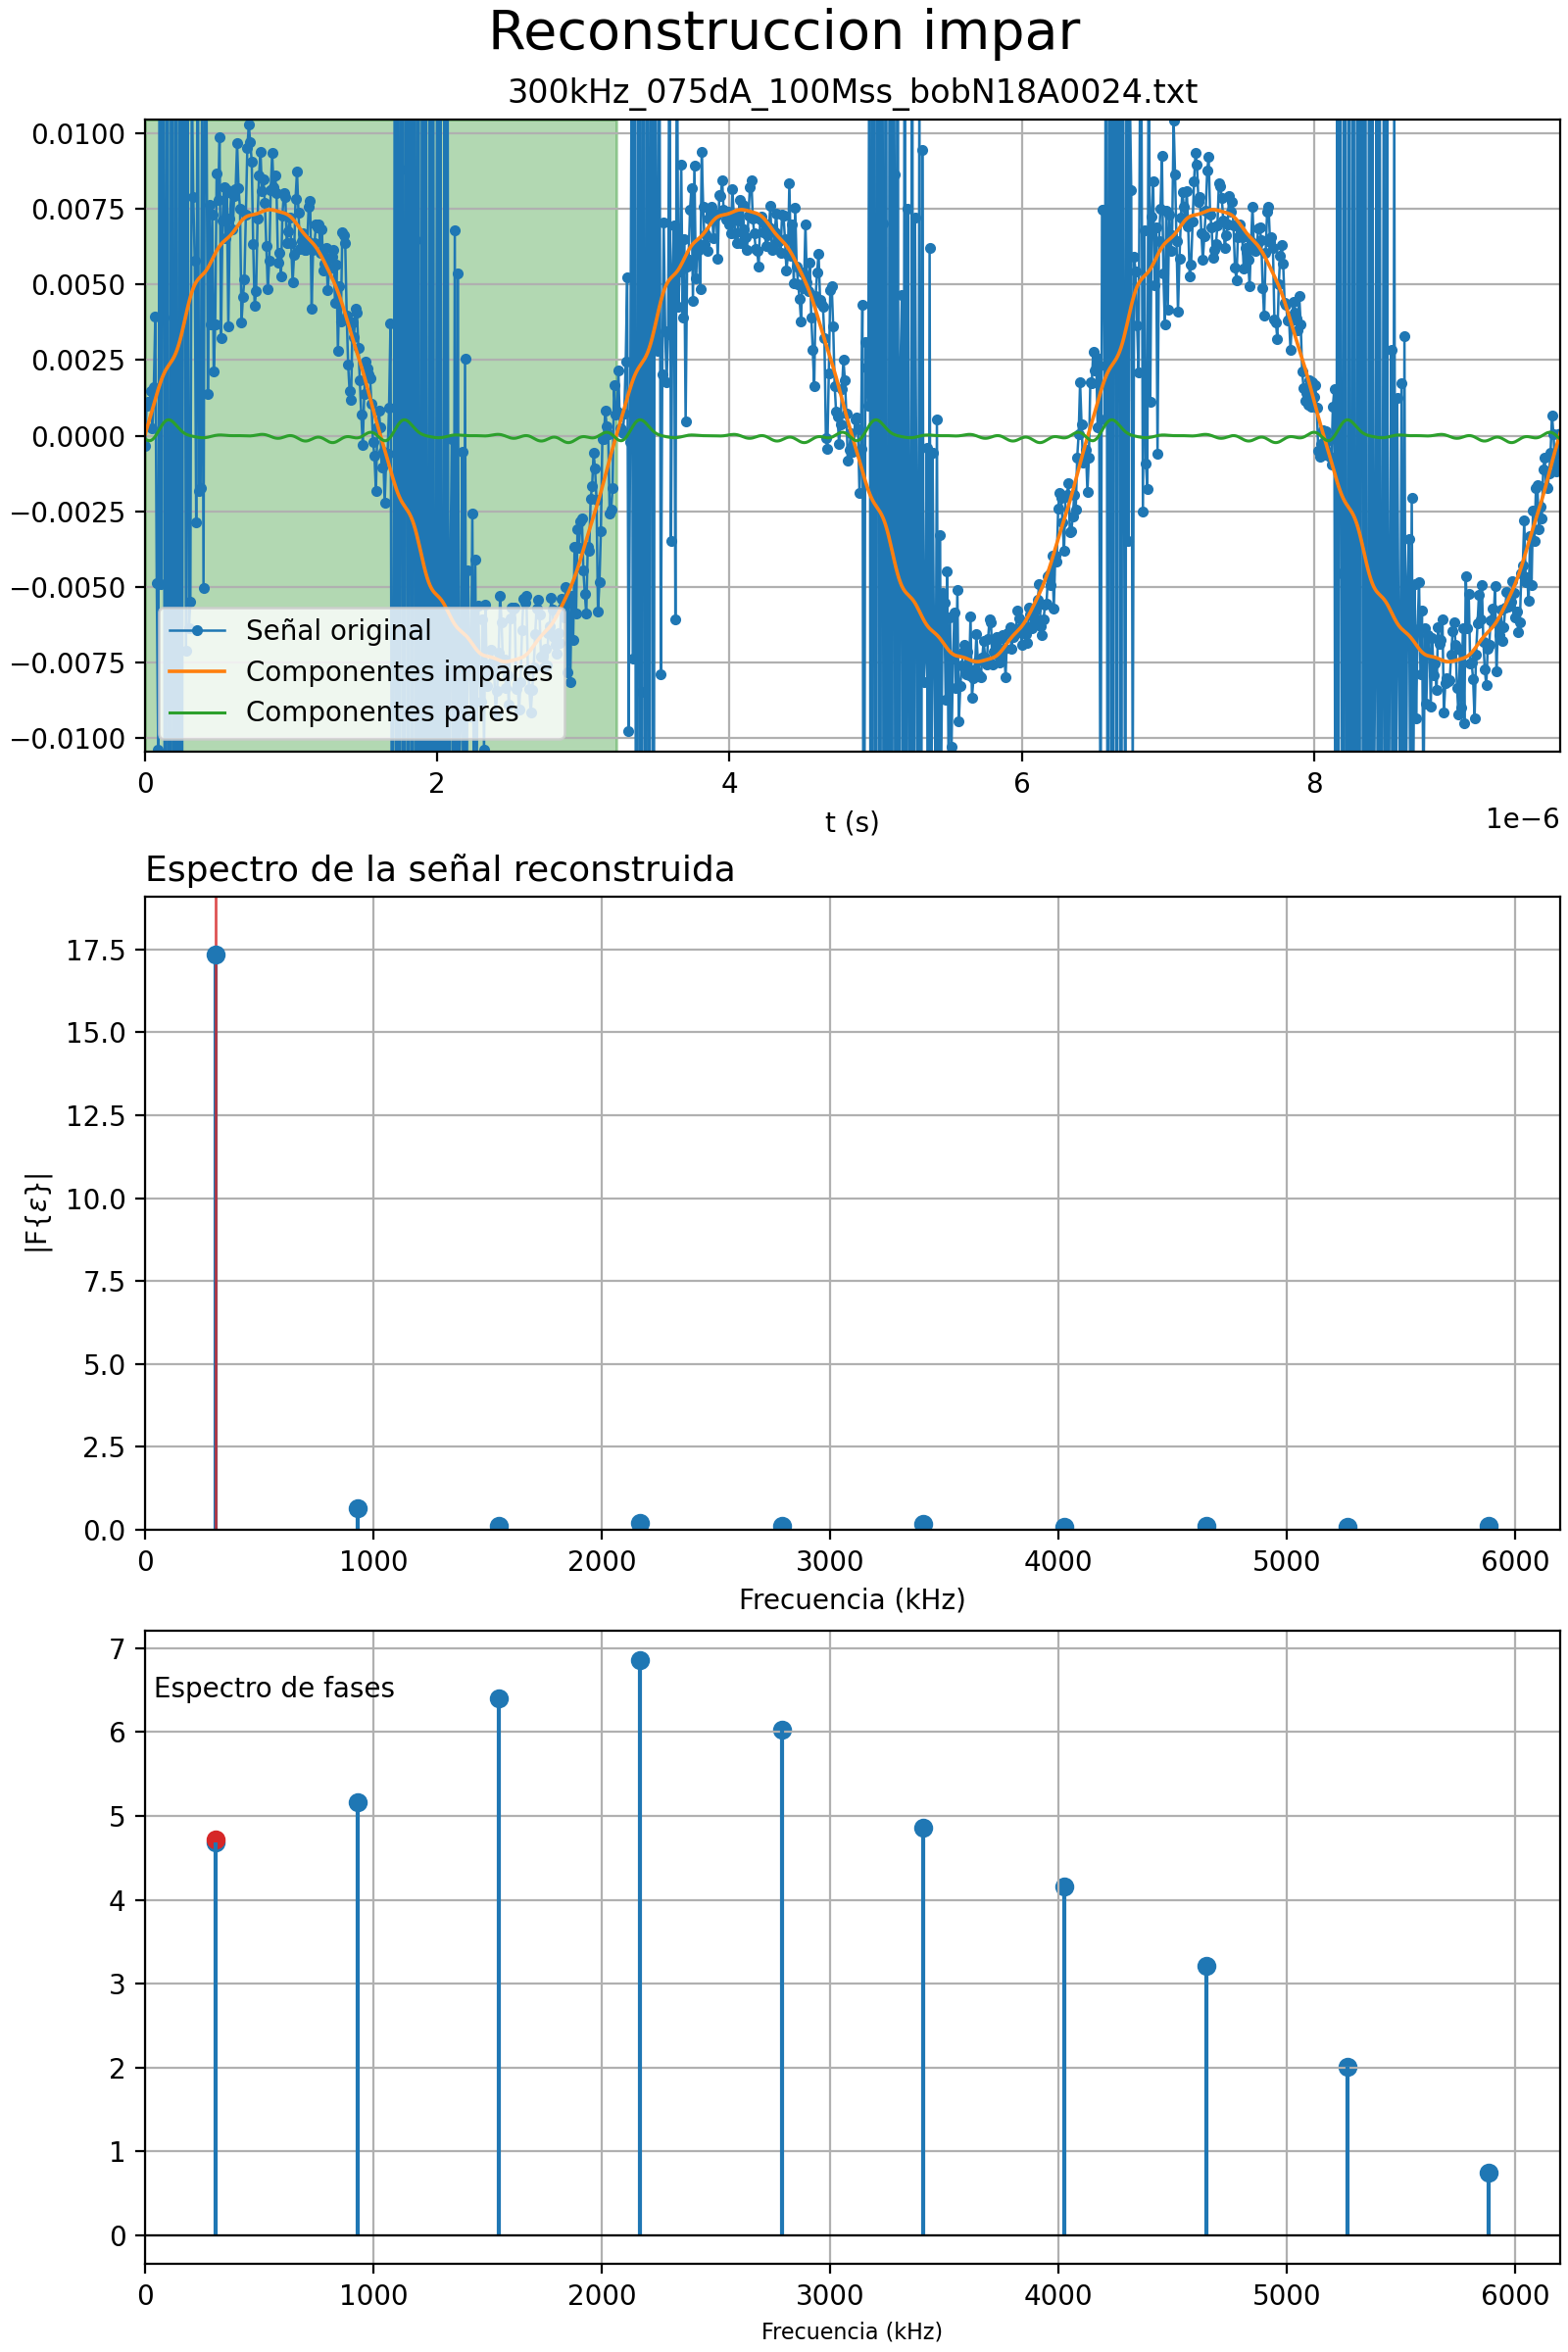 Reconstruccion impar
300kHz_075dA_100Mss_bobN18A0024.txt
0.0100
0.0075
0.0050
0.0025
0.0000
−0.0025
−0.0050
−0.0075
−0.0100
Señal original
Componentes impares
Componentes pares
0 2 4 6 8
1e−6
t (s)
Espectro de la señal reconstruida
17.5
15.0
12.5
10.0
7.5
5.0
2.5
0.0
|F{ε}|
0 1000 2000 3000 4000 5000 6000
Frecuencia (kHz)
7
Espectro de fases
6
5
4
3
2
1
0
0 1000 2000 3000 4000 5000 6000
Frecuencia (kHz)